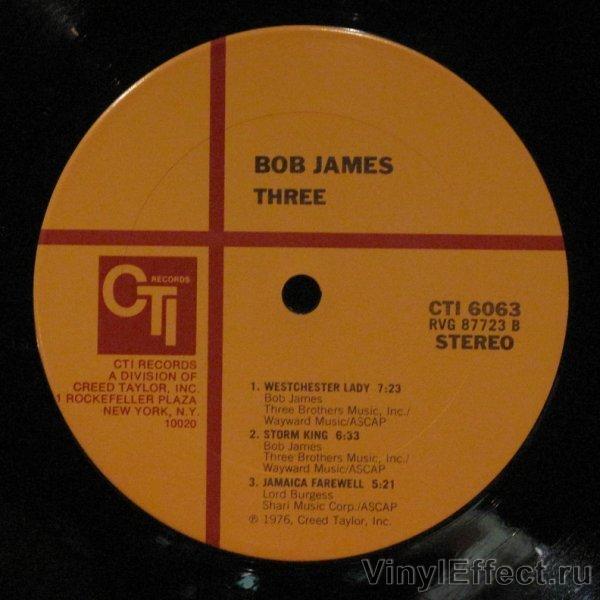 BOB JAMES
THREE
CTI
RECORDS
CTI RECORDS
A DIVISION OF
CREED TAYLOR, INC.
1 ROCKEFELLER PLAZA
NEW YORK, N.Y.
10020
CTI 6063
RVG 87723 B
STEREO
1. WESTCHESTER LADY 7:23
Bob James
Three Brothers Music, Inc./
Wayward Music/ASCAP
2. STORM KING 6:33
Bob James
Three Brothers Music, Inc./
Wayward Music/ASCAP
3. JAMAICA FAREWELL 5:21
Lord Burgess
Shari Music Corp./ASCAP
℗ 1976, Creed Taylor, Inc.
VinylEffect.ru